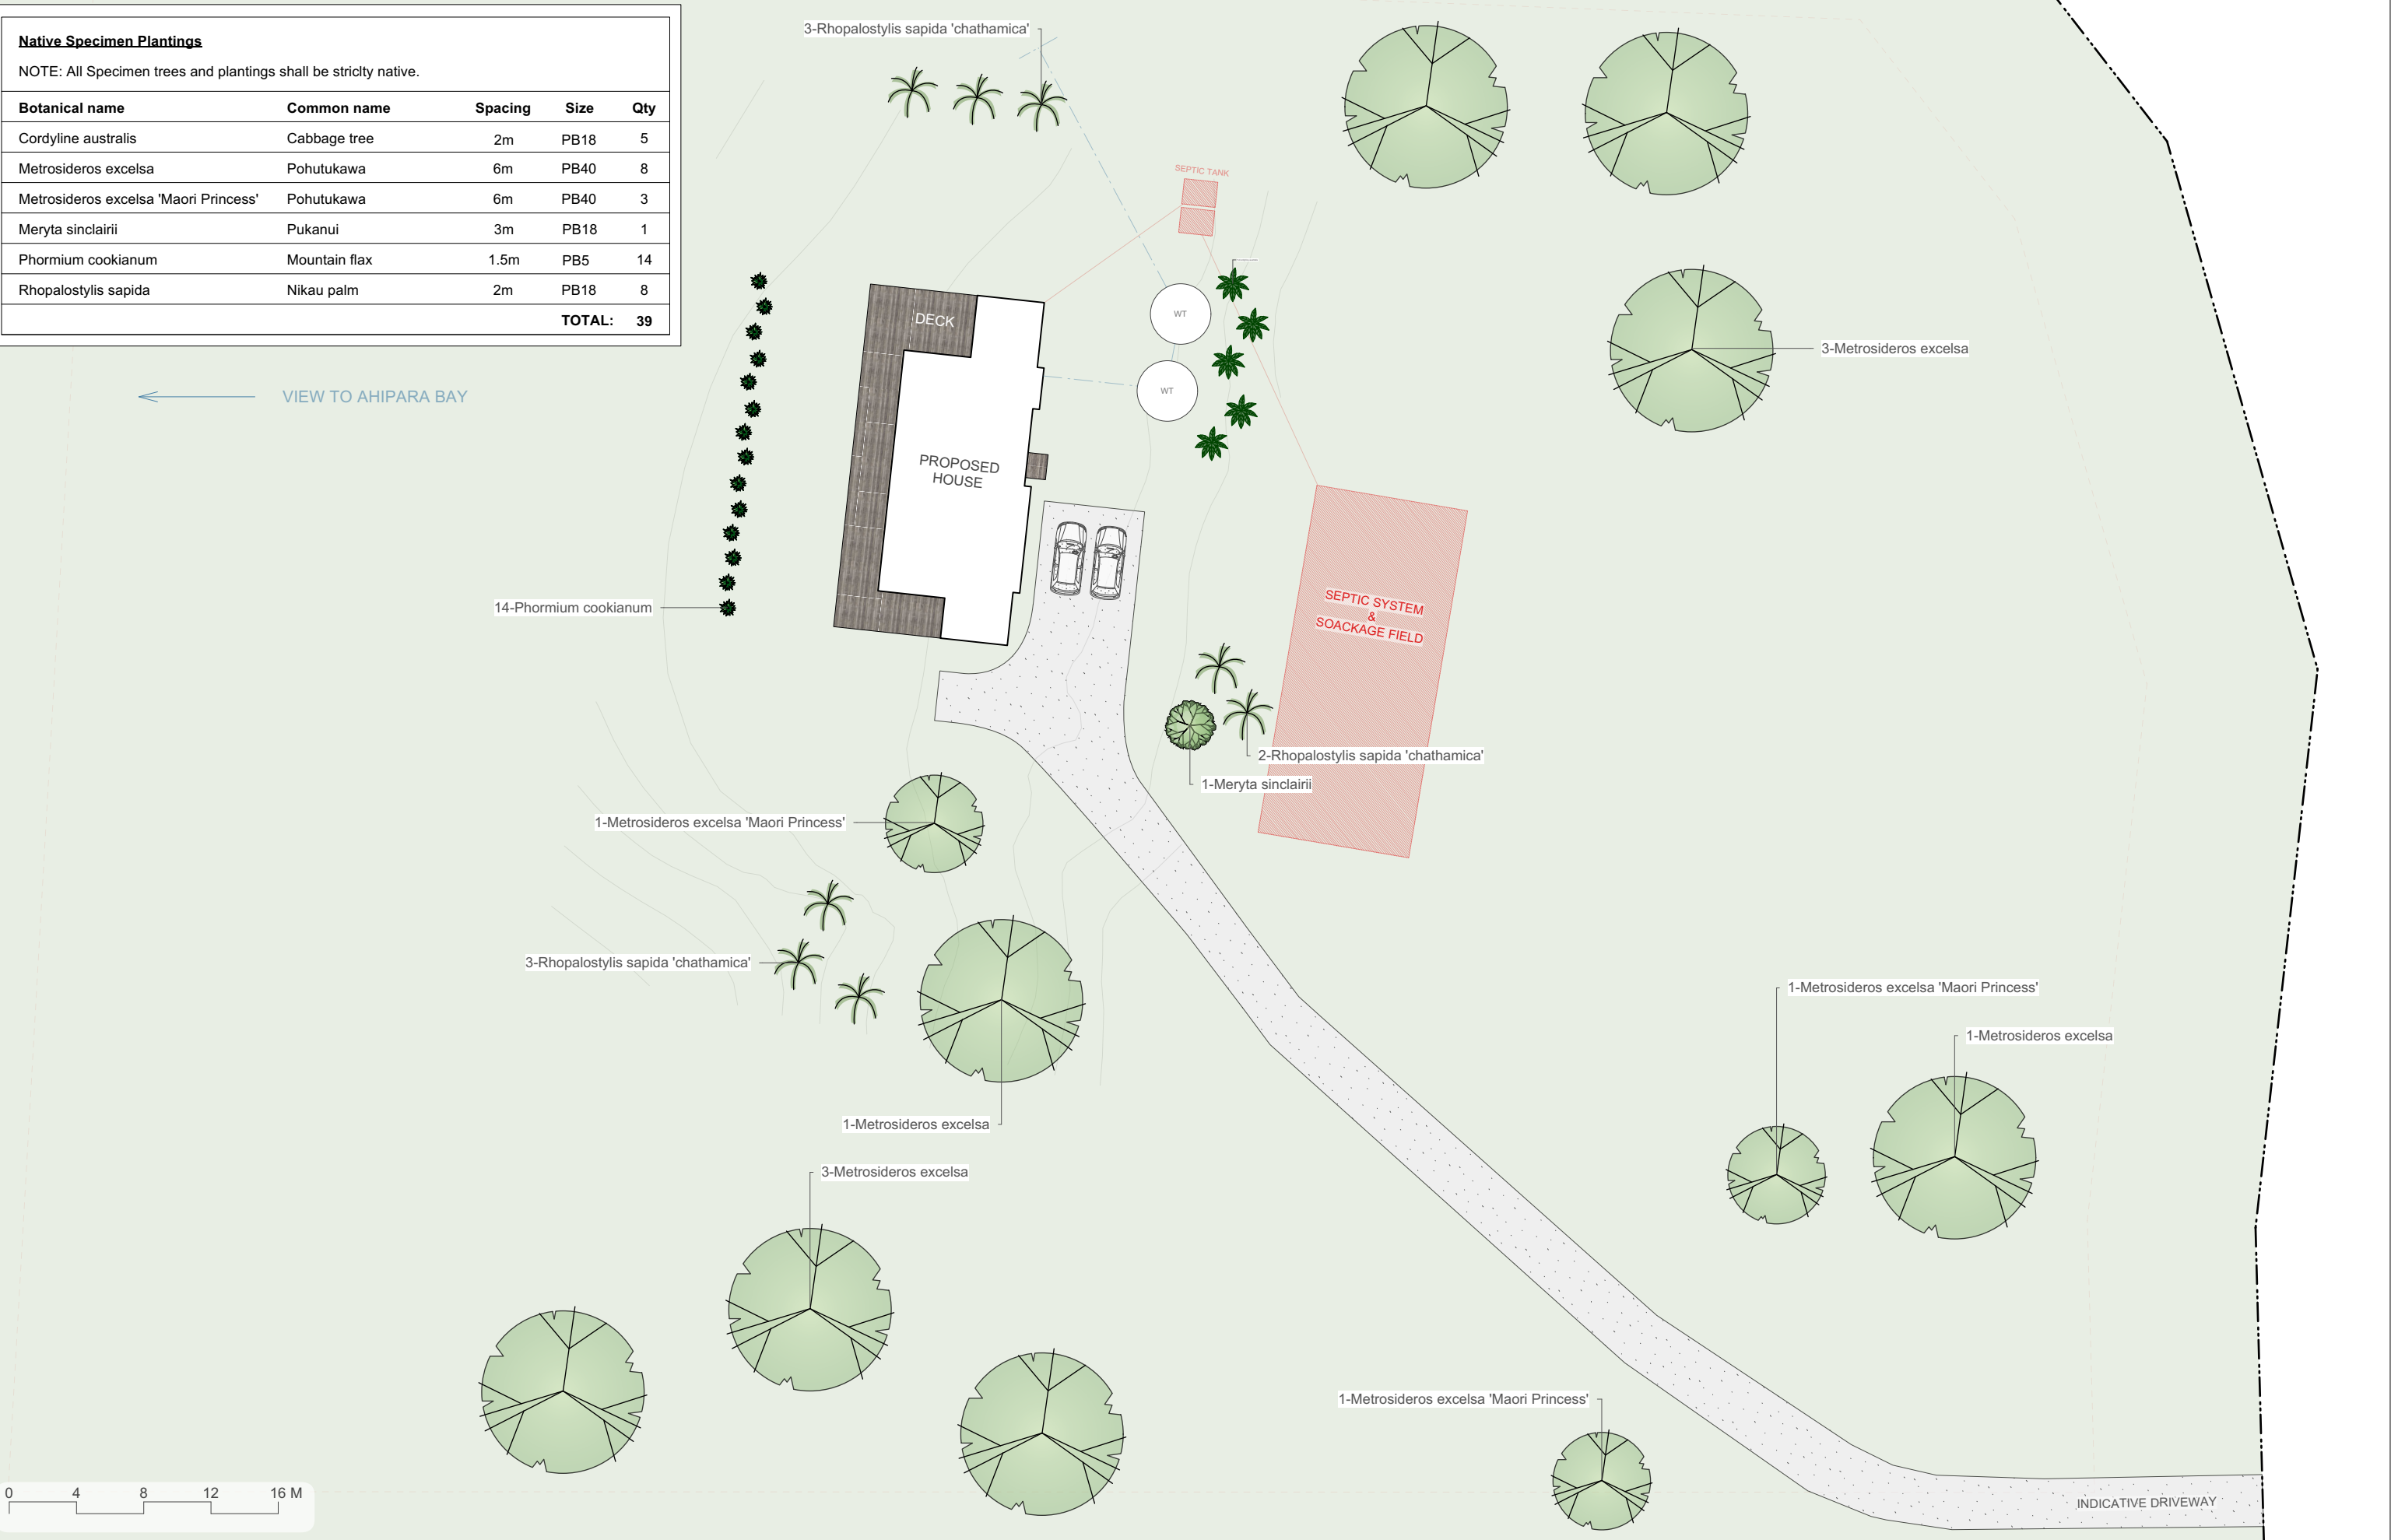 Native Specimen Plantings
NOTE: All Specimen trees and plantings shall be striclty native.
Botanical name Common name Spacing Size Qty
Cordyline australis Cabbage tree 2m PB18 5
Metrosideros excelsa Pohutukawa 6m PB40 8
Metrosideros excelsa 'Maori Princess' Pohutukawa 6m PB40 3
Meryta sinclairii Pukanui 3m PB18 1
Phormium cookianum Mountain flax 1.5m PB5 14
Rhopalostylis sapida Nikau palm 2m PB18 8
TOTAL: 39
3-Rhopalostylis sapida 'chathamica'
SEPTIC TANK
DECK
WT
WT
3-Metrosideros excelsa
VIEW TO AHIPARA BAY
PROPOSED
HOUSE
14-Phormium cookianum
SEPTIC SYSTEM
&
SOACKAGE FIELD
2-Rhopalostylis sapida 'chathamica'
1-Meryta sinclairii
1-Metrosideros excelsa 'Maori Princess'
3-Rhopalostylis sapida 'chathamica'
1-Metrosideros excelsa 'Maori Princess'
1-Metrosideros excelsa
1-Metrosideros excelsa
3-Metrosideros excelsa
1-Metrosideros excelsa 'Maori Princess'
0 4 8 12 16 M
INDICATIVE DRIVEWAY